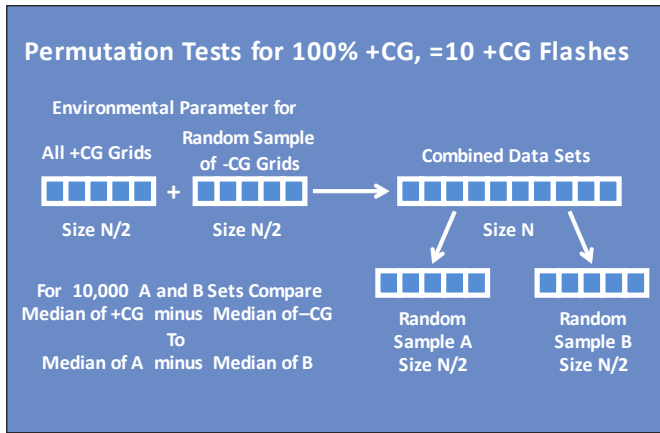 Permutation Tests for 100% +CG, =10 +CG Flashes
Environmental Parameter for
All +CG Grids
+
Random Sample
of -CG Grids
Combined Data Sets
Size N/2
Size N/2
Size N
For 10,000 A and B Sets Compare
Median of +CG minus Median of–CG
To
Median of A minus Median of B
Random
Sample A
Size N/2
Random
Sample B
Size N/2